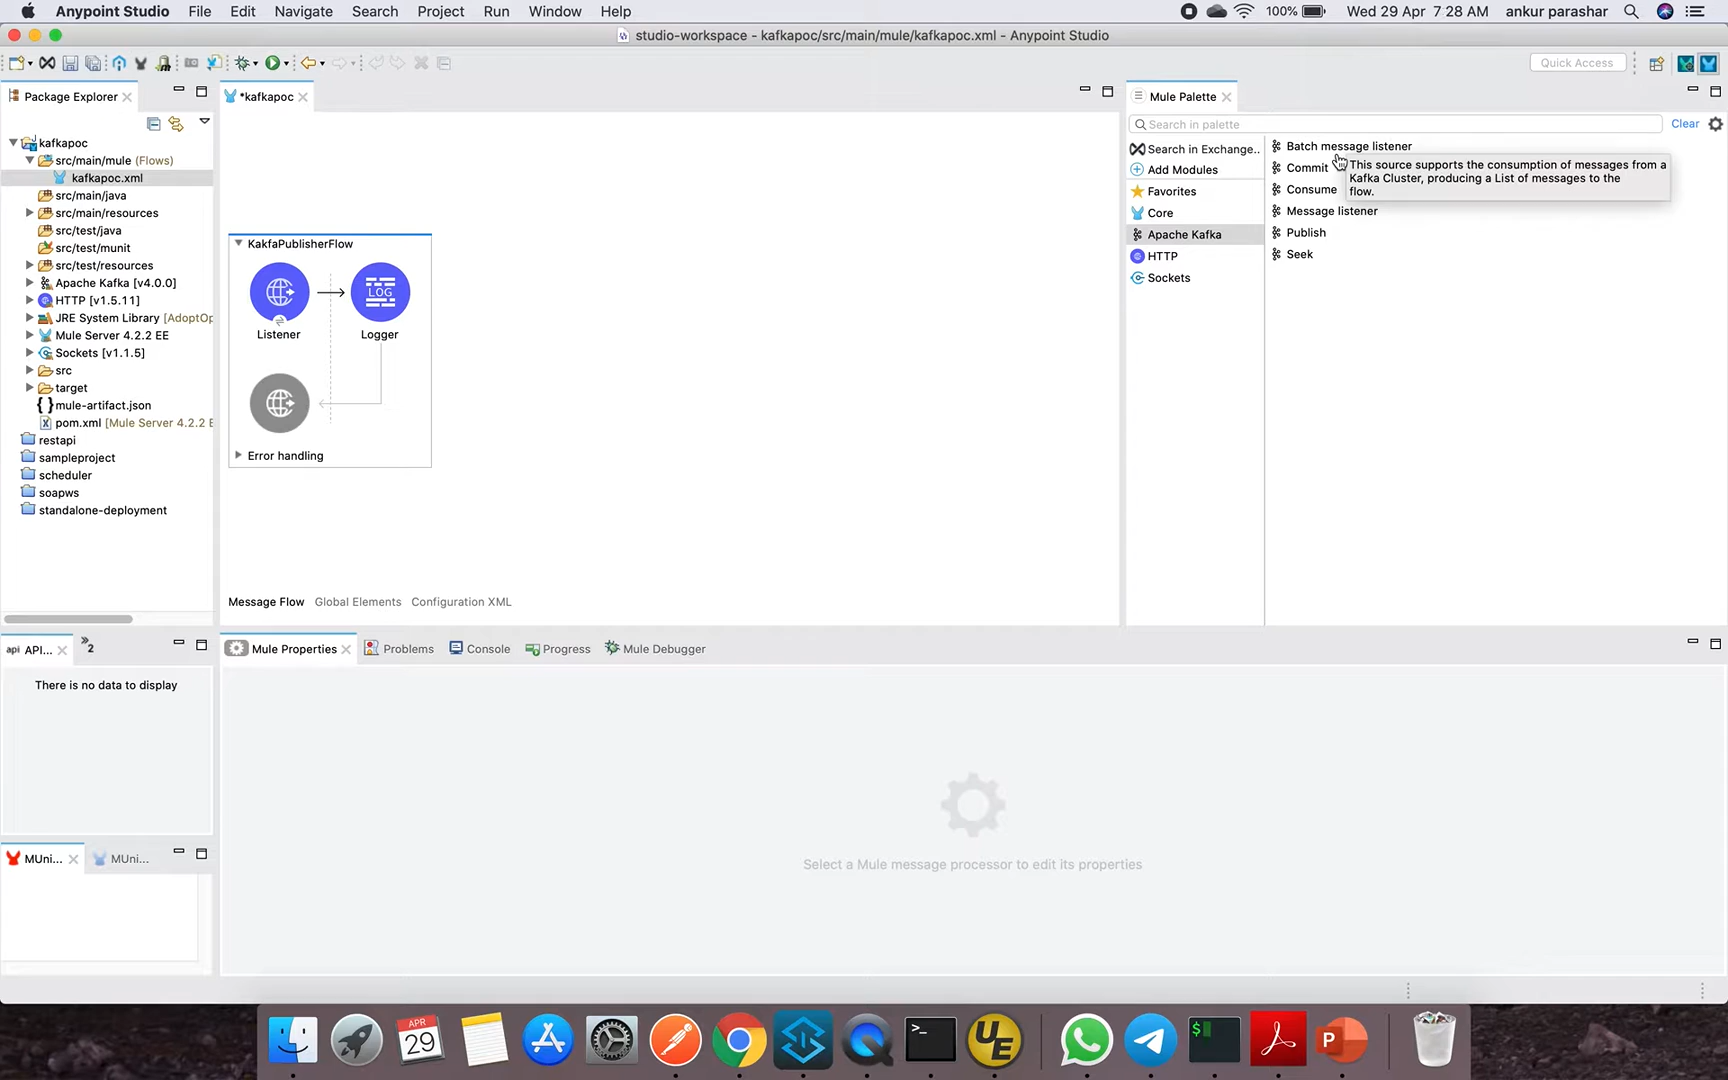 Anypoint Studio File Edit Navigate Search Project Run Window Help 100% Wed 29 Apr 7:28 AM ankur parashar
studio-workspace - kafkapoc/src/main/mule/kafkapoc.xml - Anypoint Studio
Quick Access
Package Explorer
*kafkapoc
Mule Palette
Search in palette
Clear
kafkapoc
src/main/mule (Flows)
kafkapoc.xml
src/main/java
src/main/resources
src/test/java
src/test/munit
src/test/resources
Apache Kafka [v4.0.0]
HTTP [v1.5.11]
JRE System Library [AdoptOp
Mule Server 4.2.2 EE
Sockets [v1.1.5]
src
target
mule-artifact.json
pom.xml [Mule Server 4.2.2 E
restapi
sampleproject
scheduler
soapws
standalone-deployment
KakfaPublisherFlow
LOG
Listener
Logger
Error handling
Message Flow Global Elements Configuration XML
Search in Exchange..
Add Modules
Favorites
Core
Apache Kafka
HTTP
Sockets
Batch message listener
Commit
Consume
Message listener
Publish
Seek
This source supports the consumption of messages from a
Kafka Cluster, producing a List of messages to the
flow.
api API...
2
There is no data to display
MUni...
MUni...
Mule Properties
Problems
Console
Progress
Mule Debugger
Select a Mule message processor to edit its properties
APR
29
>_
UE
$
P